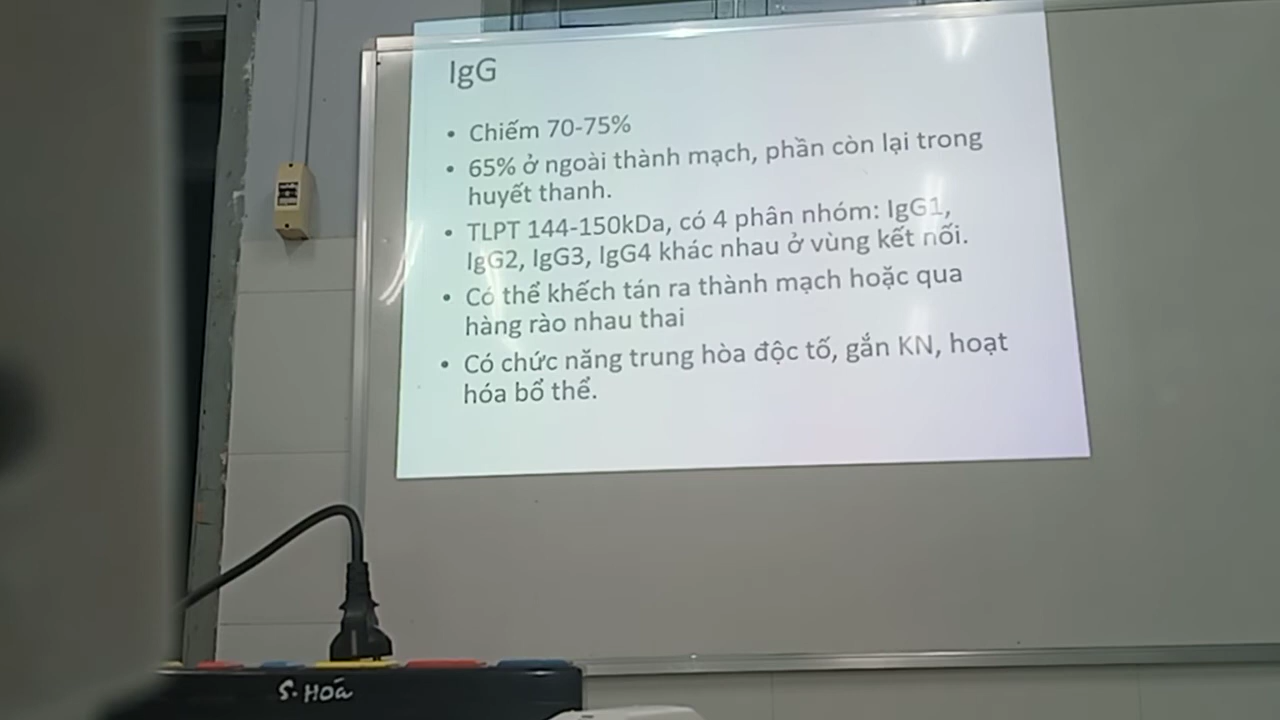 IgG
• Chiếm 70-75%
• 65% ở ngoài thành mạch, phần còn lại trong
huyết thanh.
• TLPT 144-150kDa, có 4 phân nhóm: IgG1,
IgG2, IgG3, IgG4 khác nhau ở vùng kết nối.
• Có thể khếch tán ra thành mạch hoặc qua
hàng rào nhau thai
• Có chức năng trung hòa độc tố, gắn KN, hoạt
hóa bổ thể.
S. Hoá